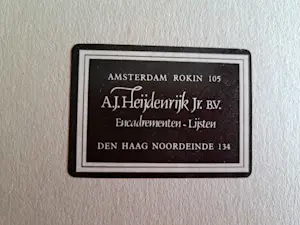 AMSTERDAM ROKIN 105
A.J. Heijdenrijk Jr. B.V.
Encadrementen - Lijsten
DEN HAAG NOORDEINDE 134